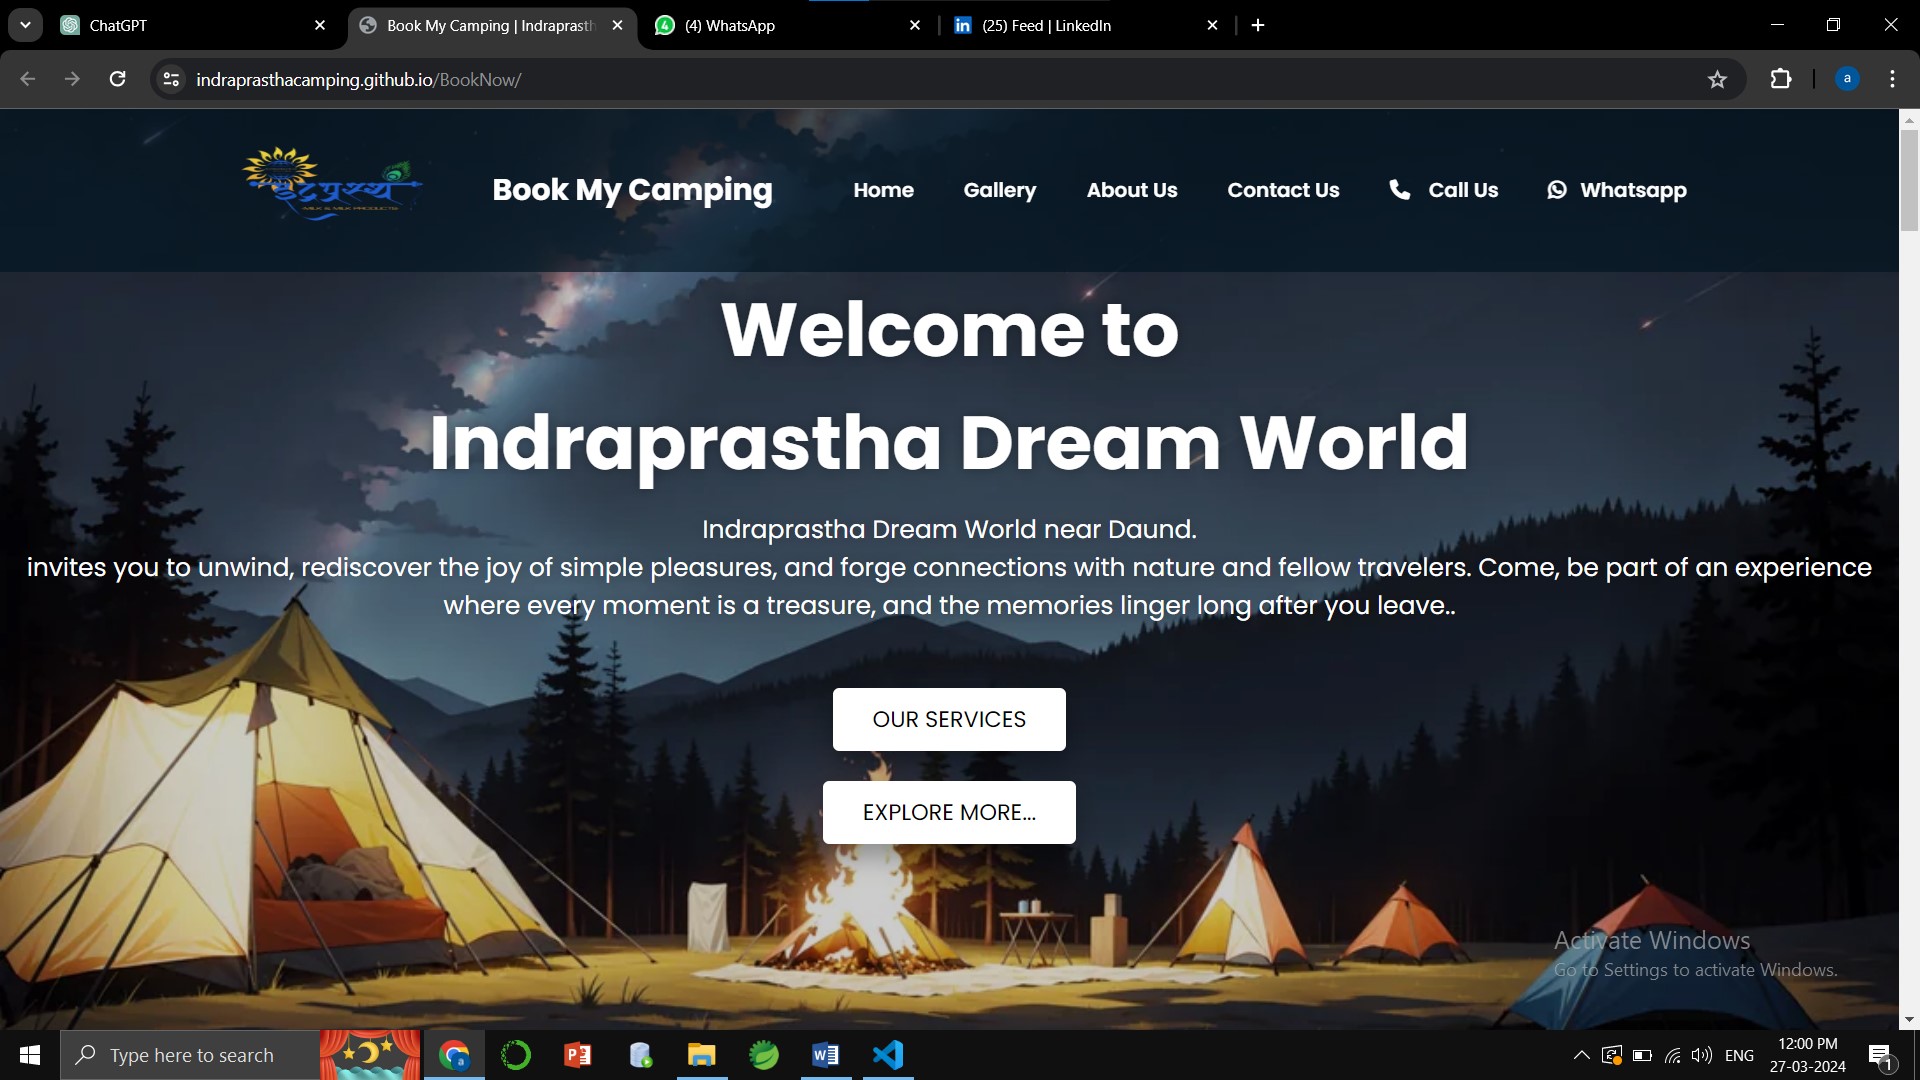 ChatGPT
Book My Camping | Indraprasth
(4) WhatsApp
in (25) Feed | LinkedIn
indraprasthacamping.github.io/BookNow/
a
इंद्रप्रस्थ
MILK & MILK PRODUCTS
Book My Camping
Home
Gallery
About Us
Contact Us
Call Us
Whatsapp
Welcome to
Indraprastha Dream World
Indraprastha Dream World near Daund.
invites you to unwind, rediscover the joy of simple pleasures, and forge connections with nature and fellow travelers. Come, be part of an experience
where every moment is a treasure, and the memories linger long after you leave..
OUR SERVICES
EXPLORE MORE...
Activate Windows
Go to Settings to activate Windows.
Type here to search
ENG
12:00 PM
27-03-2024
1